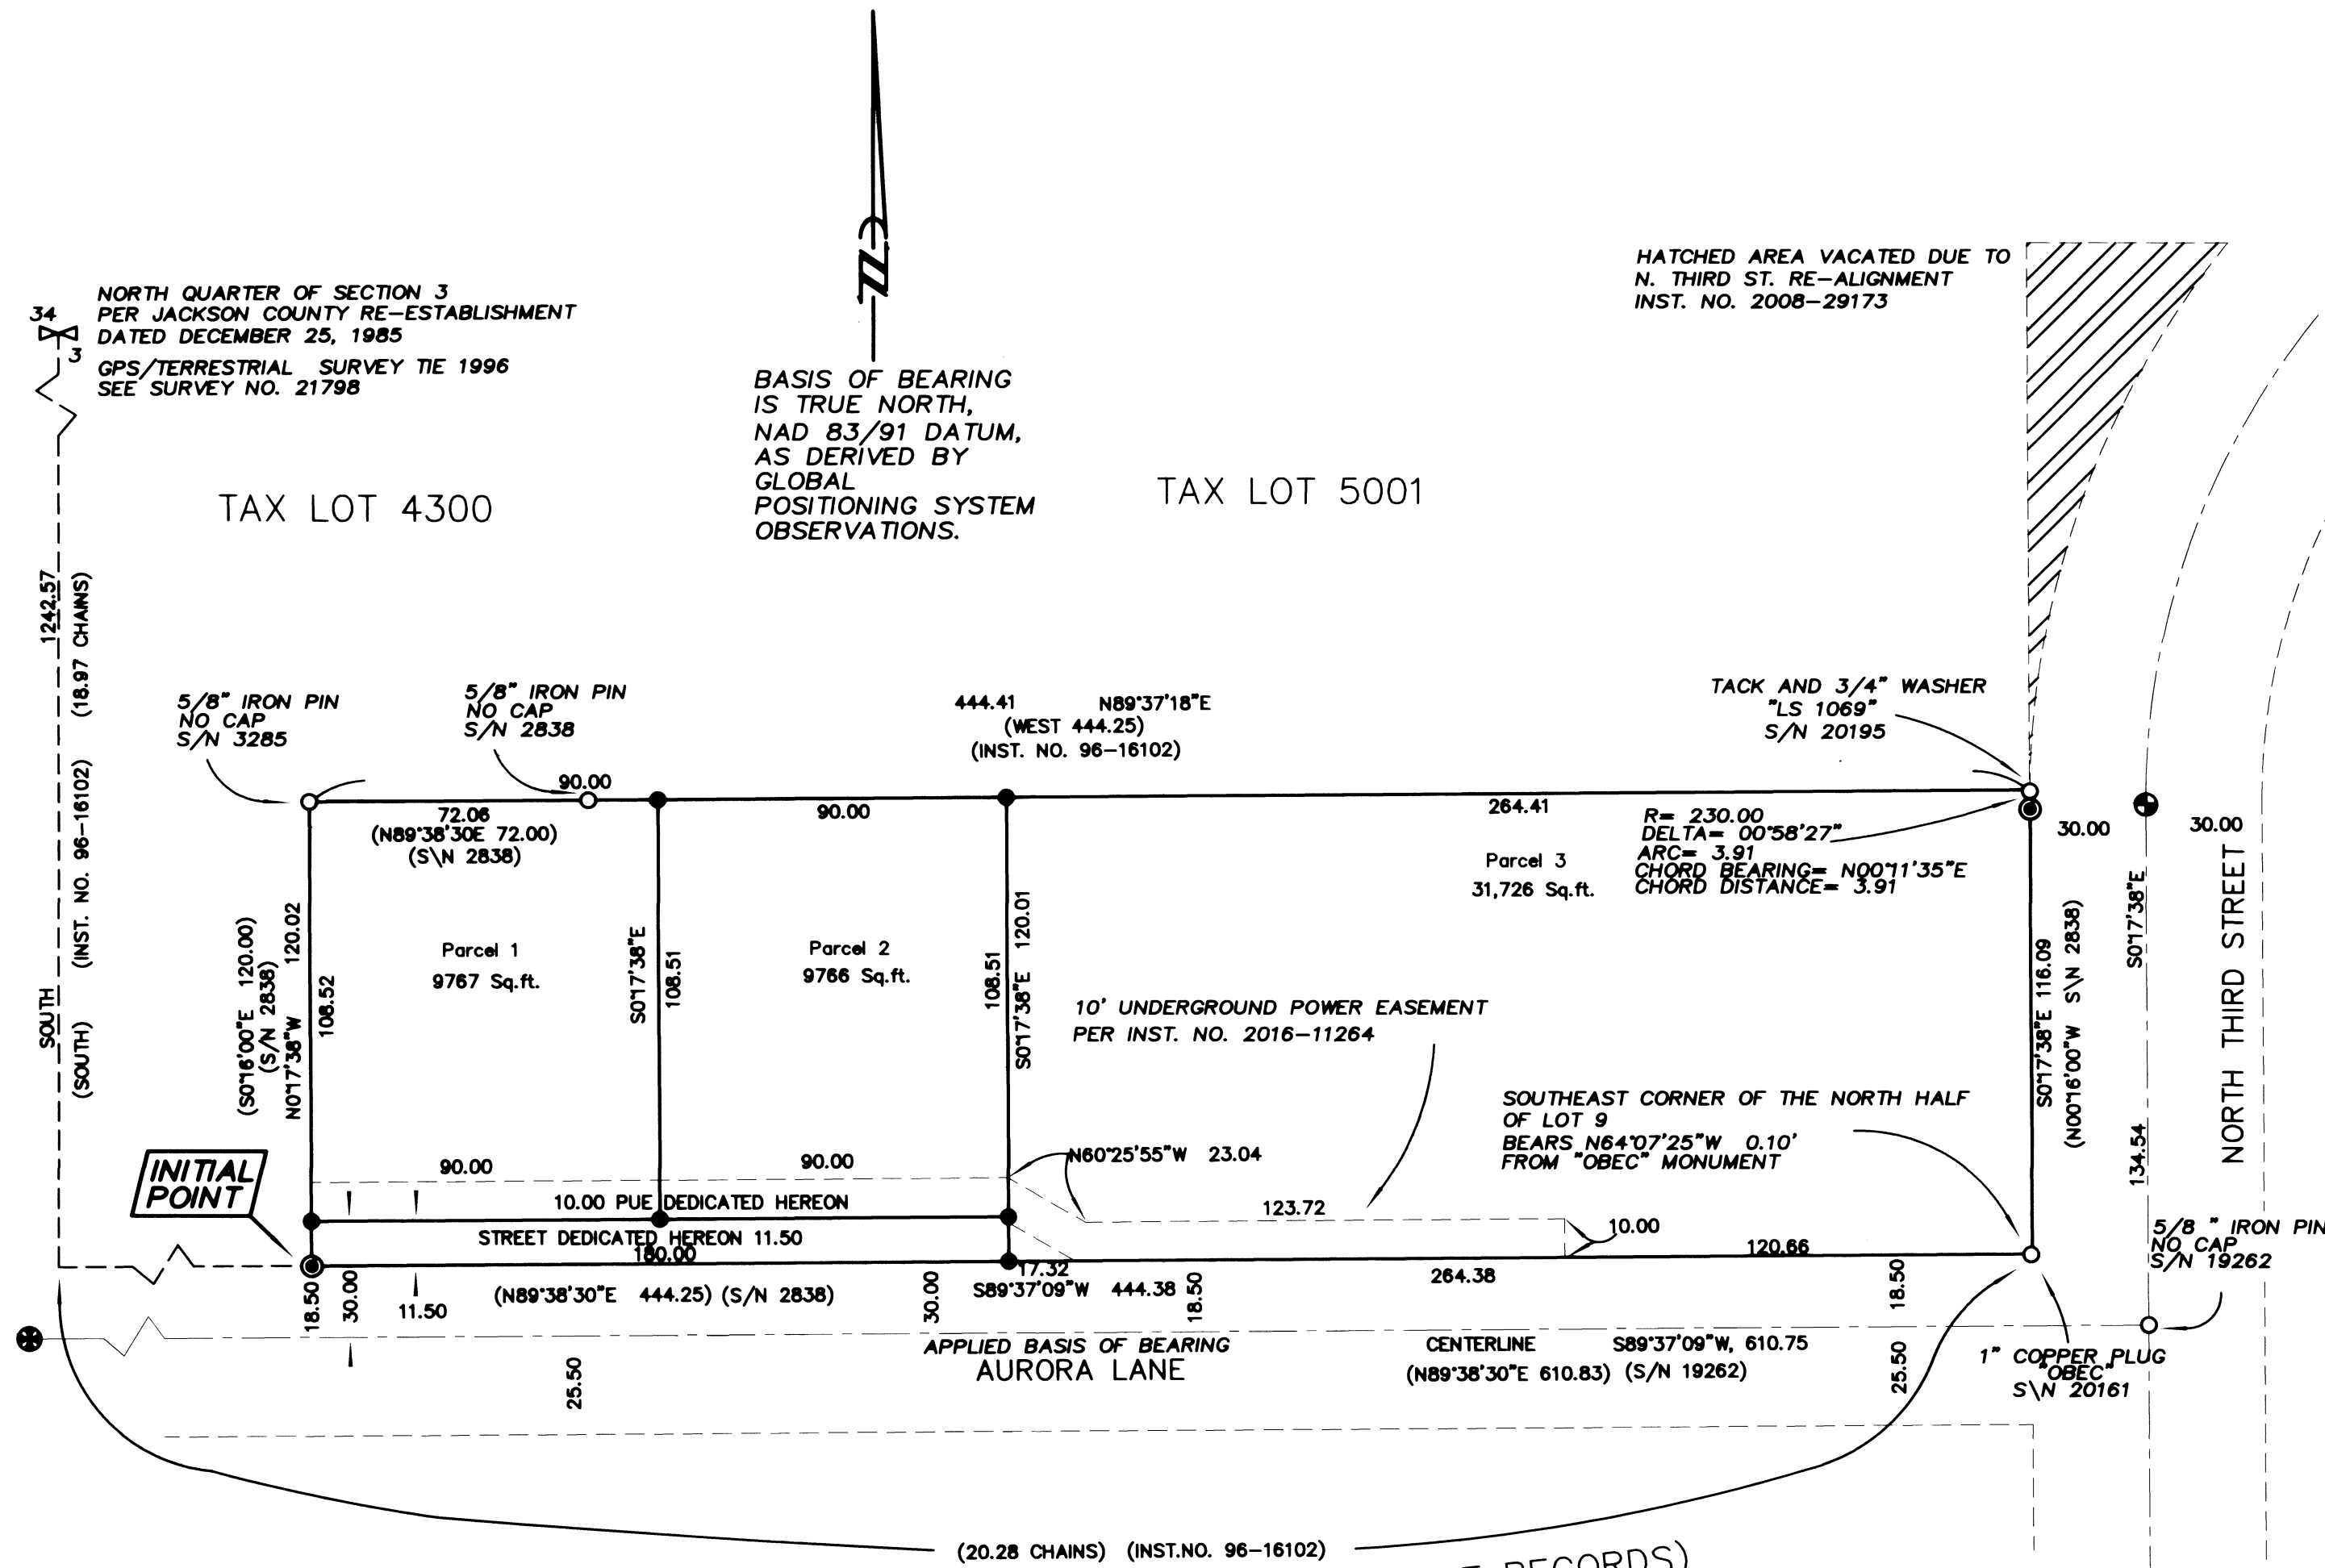 HATCHED AREA VACATED DUE TO
N. THIRD ST. RE-ALIGNMENT
INST. NO. 2008-29173
34
3
NORTH QUARTER OF SECTION 3
PER JACKSON COUNTY RE-ESTABLISHMENT
DATED DECEMBER 25, 1985
GPS/TERRESTRIAL SURVEY TIE 1996
SEE SURVEY NO. 21798
BASIS OF BEARING
IS TRUE NORTH,
NAD 83/91 DATUM,
AS DERIVED BY
GLOBAL
POSITIONING SYSTEM
OBSERVATIONS.
TAX LOT 4300
TAX LOT 5001
SOUTH 1242.57
(SOUTH) (INST. NO. 96-16102) (18.97 CHAINS)
5/8" IRON PIN
NO CAP
S/N 3285
5/8" IRON PIN
NO CAP
S/N 2838
444.41 N89°37'18"E
(WEST 444.25)
(INST. NO. 96-16102)
TACK AND 3/4" WASHER
"LS 1069"
S/N 20195
90.00
72.06
(N89°38'30E 72.00)
(S\N 2838)
90.00
264.41
R= 230.00
DELTA= 00°58'27"
ARC= 3.91
CHORD BEARING= N00°11'35"E
CHORD DISTANCE= 3.91
30.00
30.00
Parcel 3
31,726 Sq.ft.
Parcel 1
9767 Sq.ft.
Parcel 2
9766 Sq.ft.
(S0°16'00"E 120.00)
(S/N 2838)
N0°17'38"W 120.02
108.52
S0°17'38"E
108.51
108.51
S0°17'38"E 120.01
S0°17'38"E 116.09
(N00°16'00"W S\N 2838)
S0°17'38"E
134.54
NORTH THIRD STREET
10' UNDERGROUND POWER EASEMENT
PER INST. NO. 2016-11264
SOUTHEAST CORNER OF THE NORTH HALF
OF LOT 9
BEARS N64°07'25"W 0.10'
FROM "OBEC" MONUMENT
INITIAL
POINT
90.00
90.00
N60°25'55"W 23.04
10.00 PUE DEDICATED HEREON
123.72
10.00
STREET DEDICATED HEREON 11.50
180.00
120.66
5/8 " IRON PIN
NO CAP
S/N 19262
17.32
264.38
(N89°38'30"E 444.25) (S/N 2838)
S89°37'09"W 444.38
18.50
30.00
11.50
30.00
18.50
18.50
APPLIED BASIS OF BEARING
CENTERLINE S89°37'09"W, 610.75
AURORA LANE
(N89°38'30"E 610.83) (S/N 19262)
25.50
25.50
1" COPPER PLUG
"OBEC"
S\N 20161
(20.28 CHAINS) (INST.NO. 96-16102)
RECORDS)